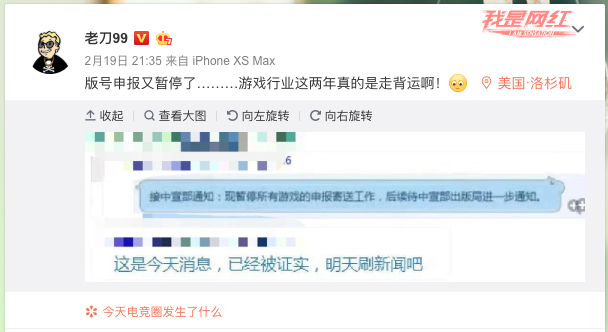 我是网红
I AM SENSATION
老刀99
2月19日 21:35 来自 iPhone XS Max
版号申报又暂停了………游戏行业这两年真的是走背运啊！ 美国·洛杉矶
收起 查看大图 向左旋转 向右旋转
.6
接中宣部通知：现暂停所有游戏的申报寄送工作，后续待中宣部出版局进一步通知。
这是今天消息，已经被证实，明天刷新闻吧
今天电竞圈发生了什么